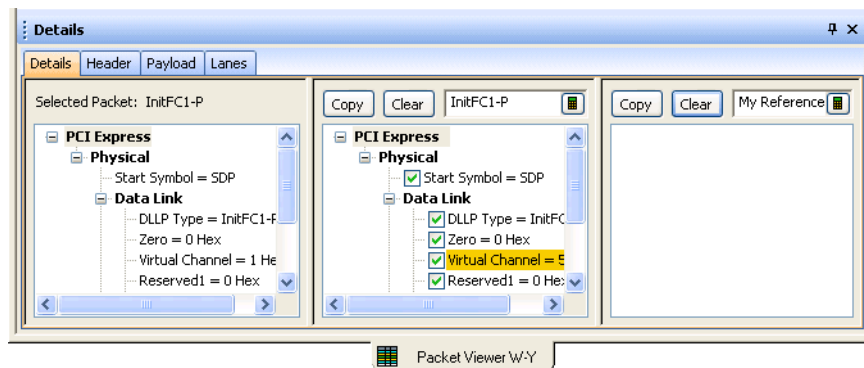 Details
Details Header Payload Lanes
Selected Packet: InitFC1-P
PCI Express
Physical
Start Symbol = SDP
Data Link
DLLP Type = InitFC1-P
Zero = 0 Hex
Virtual Channel = 1 He
Reserved1 = 0 Hex
Copy Clear InitFC1-P
PCI Express
Physical
Start Symbol = SDP
Data Link
DLLP Type = InitFC
Zero = 0 Hex
Virtual Channel = 5
Reserved1 = 0 He
Copy Clear My Reference
Packet Viewer W-Y